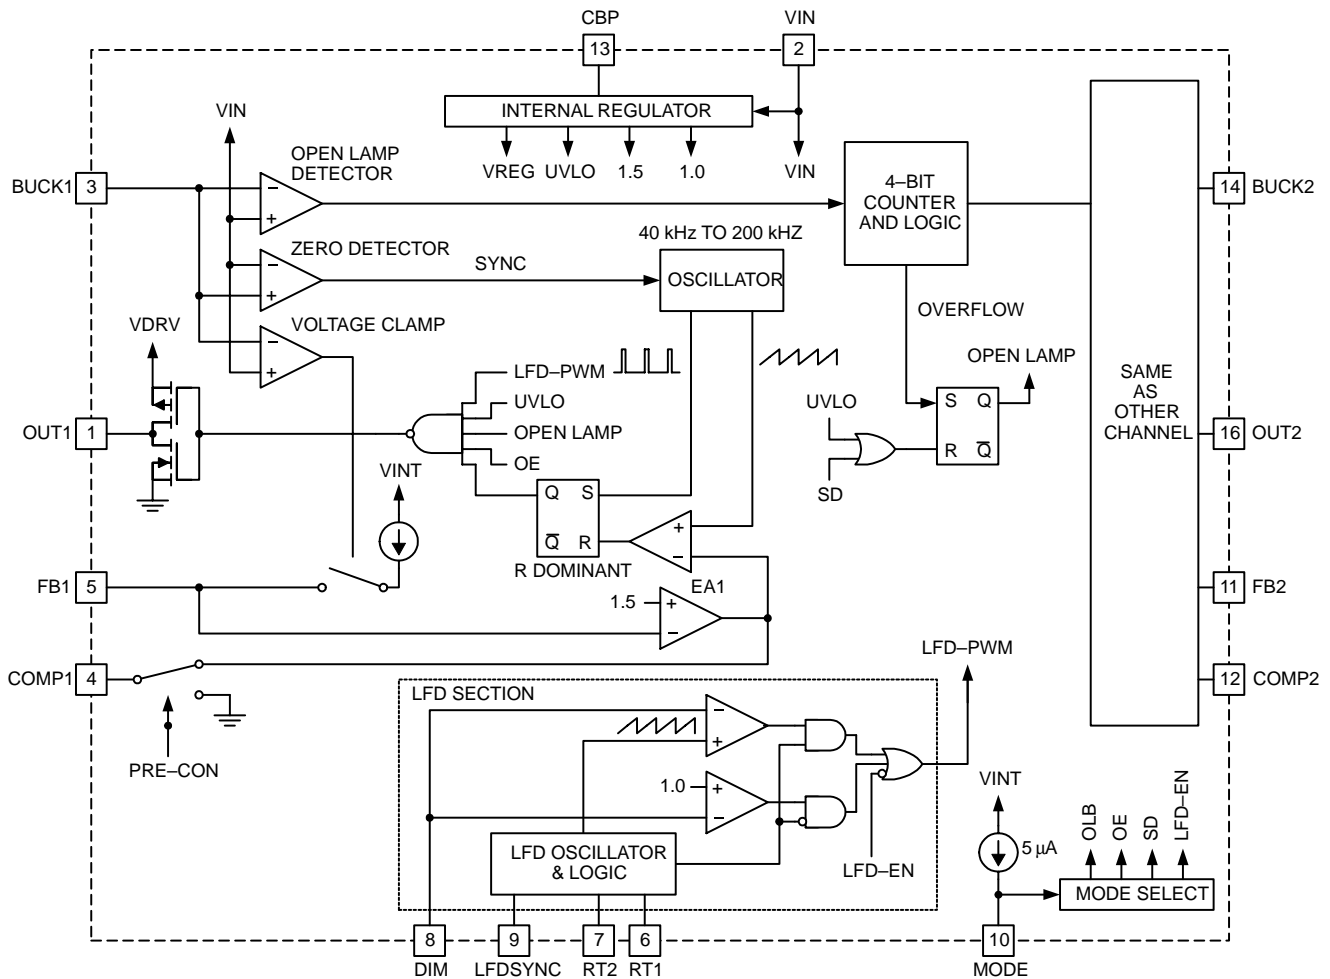 CBP
VIN
13
2
INTERNAL REGULATOR
VREG
UVLO
1.5
1.0
VIN
VIN
OPEN LAMP
DETECTOR
BUCK1
3
−
+
4–BIT
COUNTER
AND LOGIC
14
BUCK2
ZERO DETECTOR
−
+
SYNC
40 kHz TO 200 kHZ
OSCILLATOR
OVERFLOW
VDRV
VOLTAGE CLAMP
−
+
LFD–PWM
UVLO
OPEN LAMP
OE
OPEN LAMP
SAME
AS
OTHER
CHANNEL
UVLO
SD
S
Q
R
Q
OUT1
1
16
OUT2
VINT
Q
S
Q
R
R DOMINANT
+
−
EA1
FB1
5
1.5
+
−
11
FB2
COMP1
4
12
COMP2
PRE–CON
LFD–PWM
LFD SECTION
−
+
1.0
+
−
LFD OSCILLATOR
& LOGIC
LFD–EN
VINT
5 μA
OLB
OE
SD
LFD–EN
MODE SELECT
8
9
7
6
10
DIM
LFDSYNC
RT2
RT1
MODE